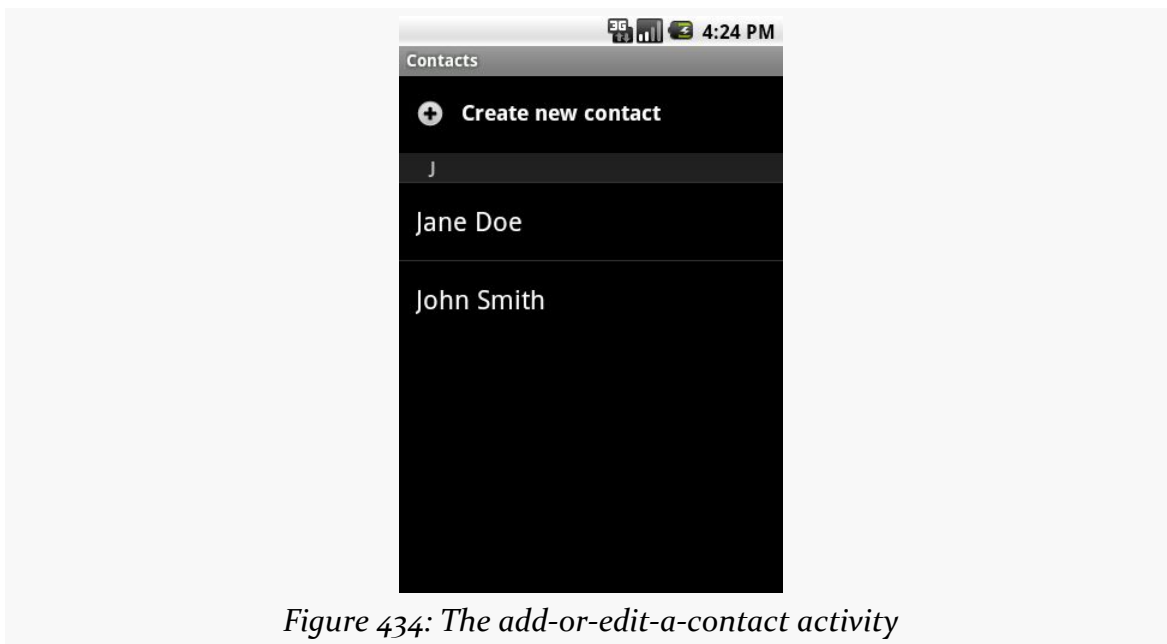 3G 4:24 PM
Contacts
Create new contact
J
Jane Doe
John Smith
Figure 434: The add-or-edit-a-contact activity